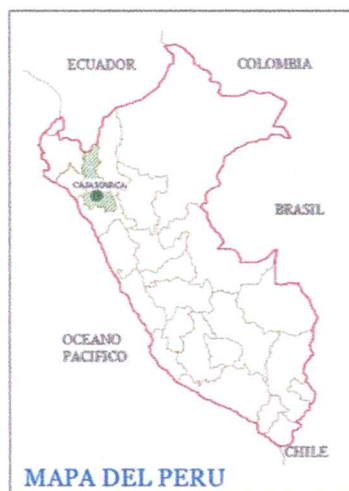 ECUADOR
COLOMBIA
CAJAMARCA
BRASIL
OCEANO
PACIFICO
CHILE
MAPA DEL PERU